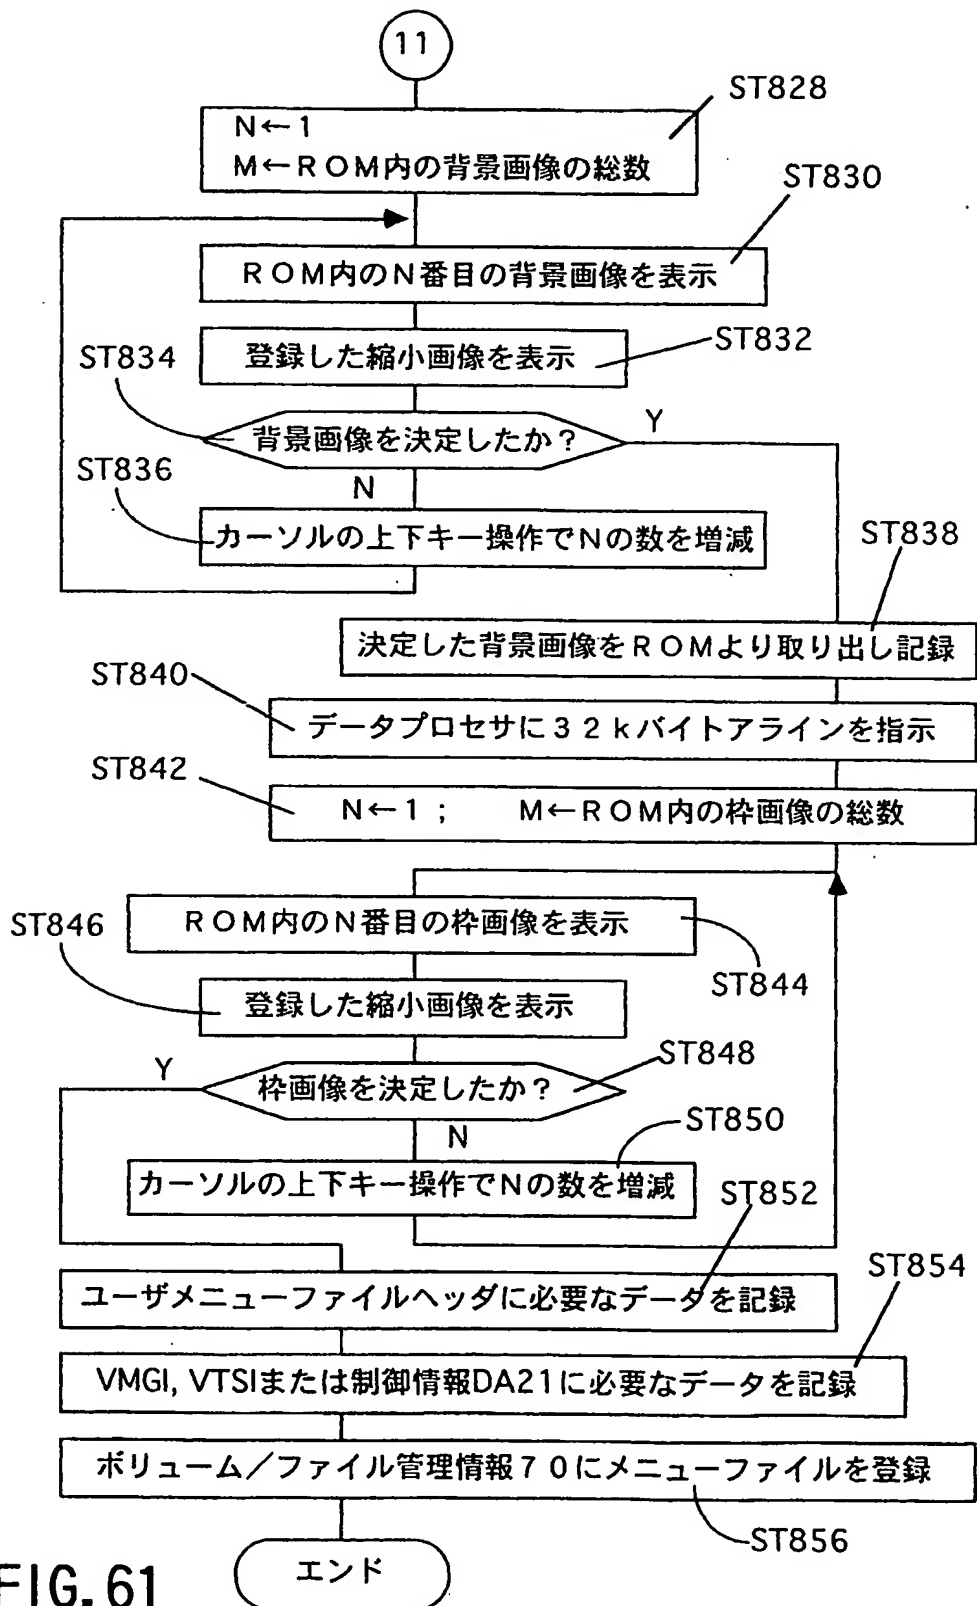 11
ST828
N←1
M←ROM内の背景画像の総数
ST830
ROM内のN番目の背景画像を表示
ST832
登録した縮小画像を表示
ST834
背景画像を決定したか?
Y
N
ST836
カーソルの上下キー操作でNの数を増減
ST838
決定した背景画像をROMより取り出し記録
ST840
データプロセサに32kバイトアラインを指示
ST842
N←1; M←ROM内の枠画像の総数
ROM内のN番目の枠画像を表示
ST844
ST846
登録した縮小画像を表示
Y
枠画像を決定したか?
ST848
N
ST850
カーソルの上下キー操作でNの数を増減
ST852
ユーザメニューファイルヘッダに必要なデータを記録
ST854
VMGI, VTSIまたは制御情報DA21に必要なデータを記録
ボリューム/ファイル管理情報70にメニューファイルを登録
ST856
エンド
FIG. 61